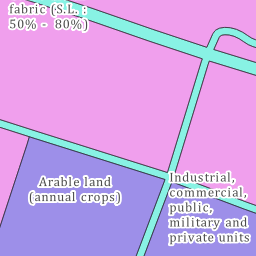 fabric (S.L. :
50% - 80%)
Arable land
(annual crops)
Industrial,
commercial,
public,
military and
private units